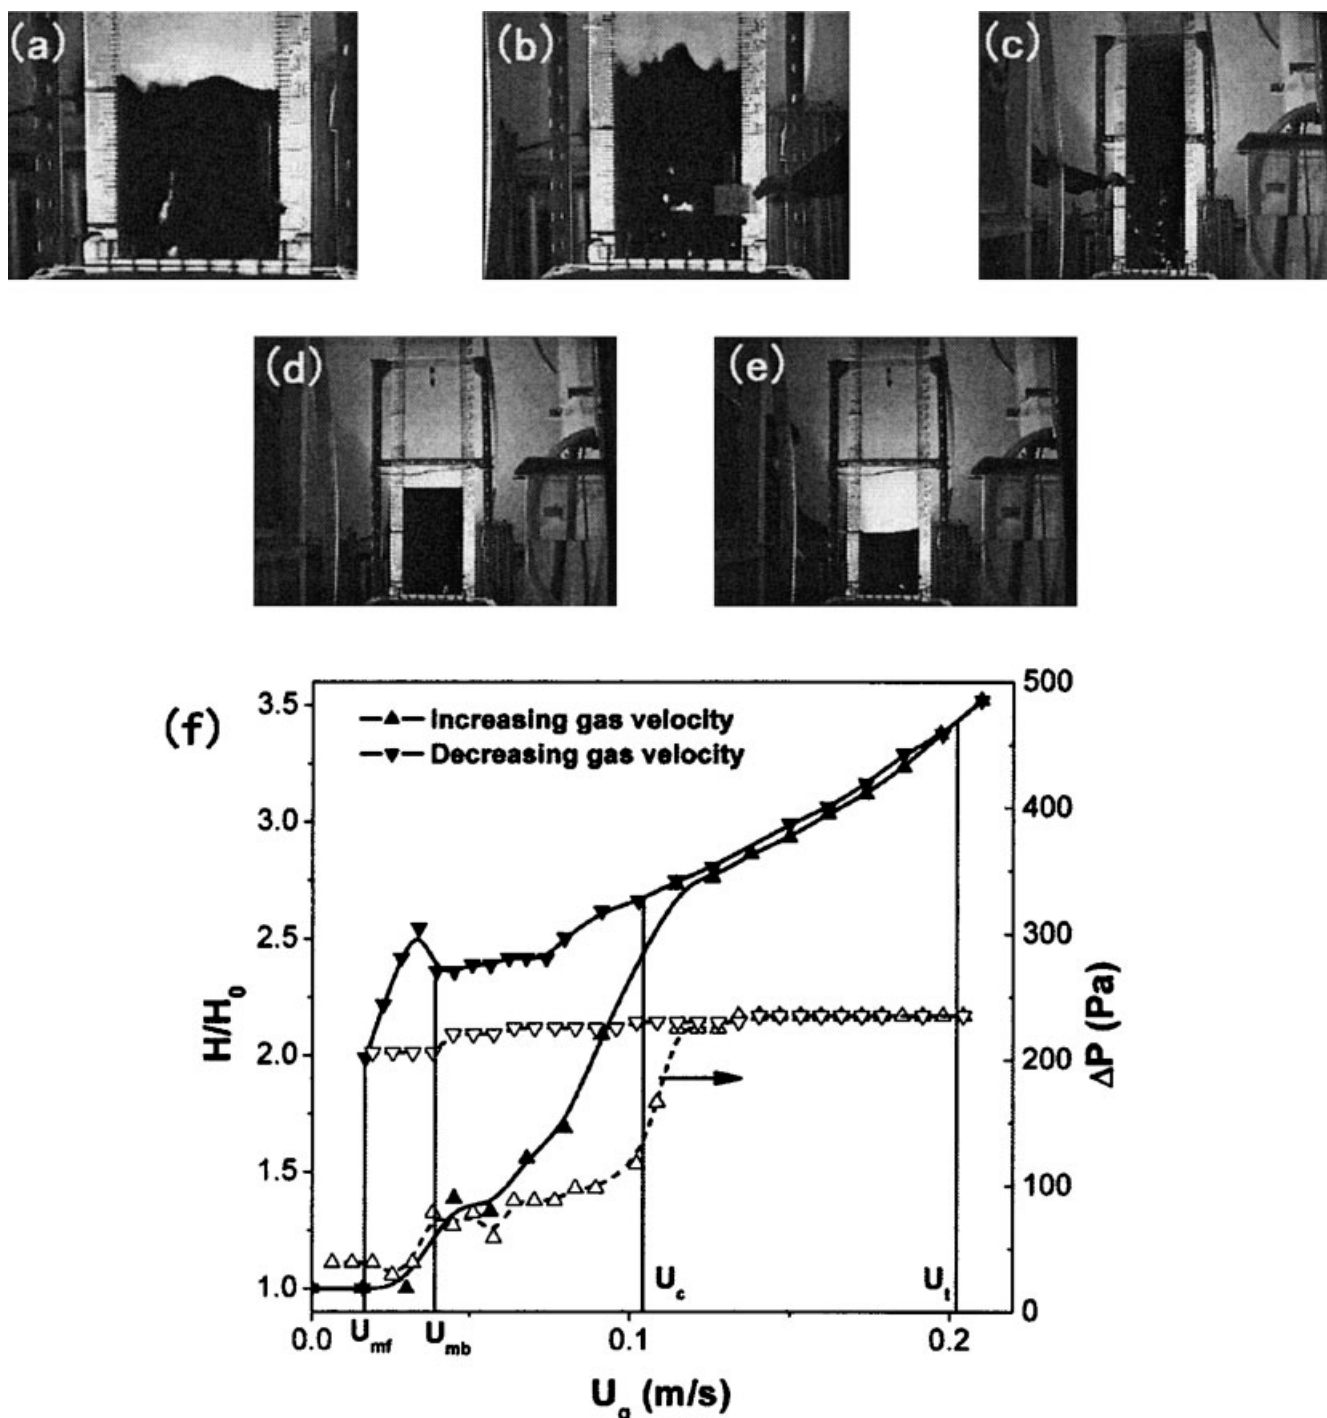 (a)
(b)
(c)
(d)
(e)
(f)
Increasing gas velocity
Decreasing gas velocity
3.5
3.0
2.5
2.0
1.5
1.0
H/H0
500
400
300
200
100
0
ΔP (Pa)
Umf
Umb
Uc
Ut
0.0
0.1
0.2
Ug (m/s)